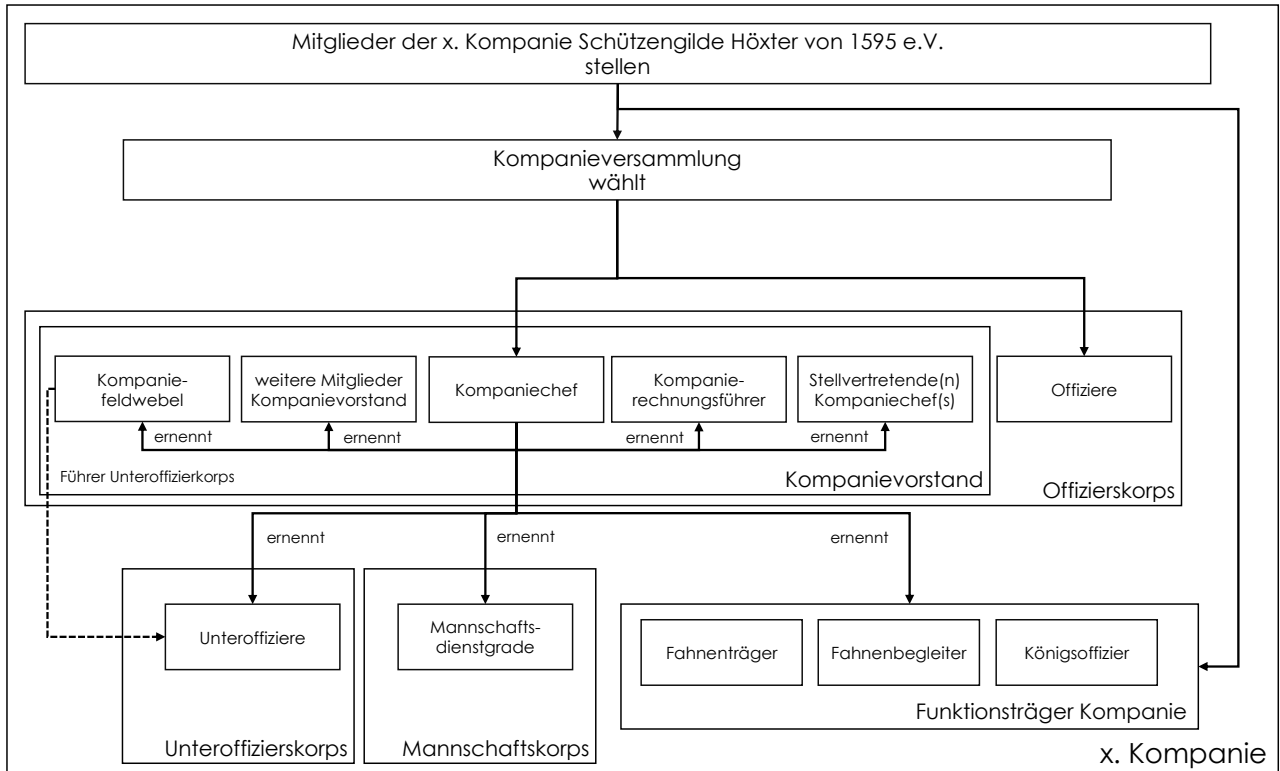 Mitglieder der x. Kompanie Schützengilde Höxter von 1595 e.V.
stellen
Kompanieversammlung
wählt
Kompanie-
feldwebel
weitere Mitglieder
Kompanievorstand
Kompaniechef
Kompanie-
rechnungsführer
Stellvertretende(n)
Kompaniechef(s)
Offiziere
ernennt
ernennt
ernennt
ernennt
Führer Unteroffizierkorps
Kompanievorstand
Offizierskorps
ernennt
ernennt
ernennt
Unteroffiziere
Mannschafts-
dienstgrade
Fahnenträger
Fahnenbegleiter
Königsoffizier
Funktionsträger Kompanie
Unteroffizierskorps
Mannschaftskorps
x. Kompanie